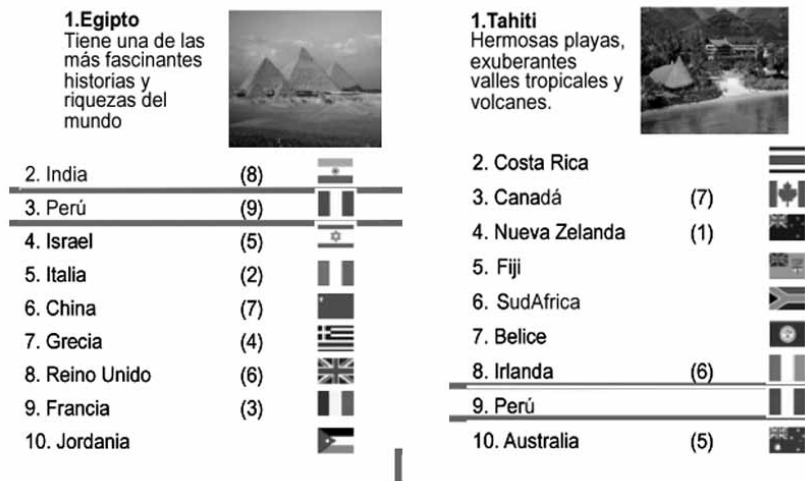 1.Egipto
Tiene una de las
más fascinantes
historias y
riquezas del
mundo
2. India (8)
3. Perú (9)
4. Israel (5)
5. Italia (2)
6. China (7)
7. Grecia (4)
8. Reino Unido (6)
9. Francia (3)
10. Jordania
1.Tahiti
Hermosas playas,
exuberantes
valles tropicales y
volcanes.
2. Costa Rica
3. Canadá (7)
4. Nueva Zelanda (1)
5. Fiji
6. SudAfrica
7. Belice
8. Irlanda (6)
9. Perú
10. Australia (5)